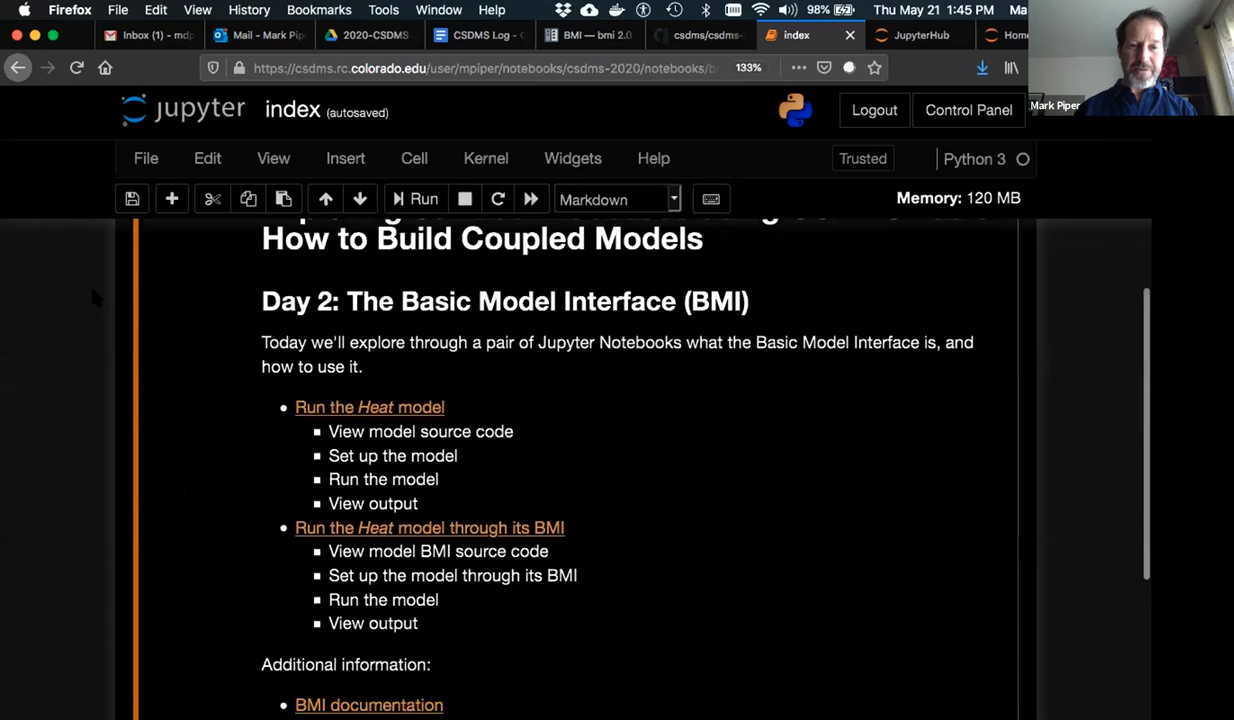 Firefox File Edit View History Bookmarks Tools Window Help 98% Thu May 21 1:45 PM Ma
Inbox (1) - mdp Mail - Mark Pip 2020-CSDMS CSDMS Log - G BMI — bmi 2.0 csdms/csdms- index JupyterHub Home
https://csdms.rc.colorado.edu/user/mpiper/notebooks/csdms-2020/notebooks/b 133%
Mark Piper
jupyter index (autosaved) Logout Control Panel
File Edit View Insert Cell Kernel Widgets Help Trusted Python 3
Run Markdown Memory: 120 MB
How to Build Coupled Models
Day 2: The Basic Model Interface (BMI)
Today we'll explore through a pair of Jupyter Notebooks what the Basic Model Interface is, and
how to use it.
Run the Heat model
View model source code
Set up the model
Run the model
View output
Run the Heat model through its BMI
View model BMI source code
Set up the model through its BMI
Run the model
View output
Additional information:
BMI documentation